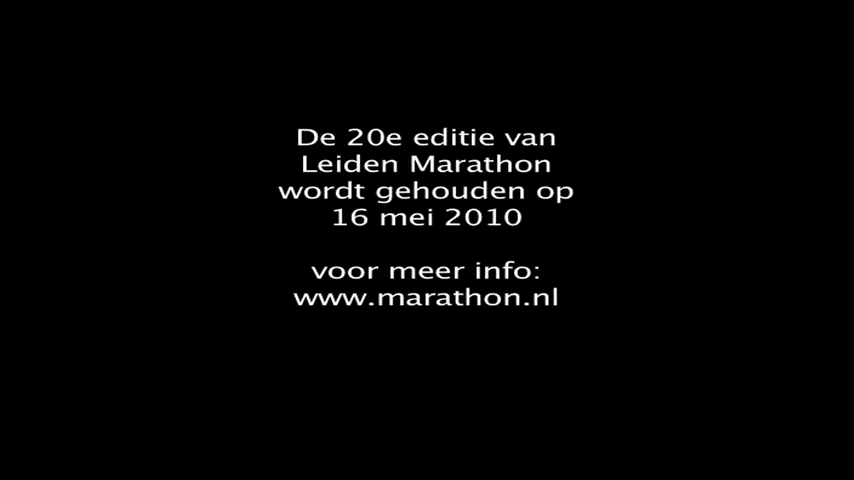 De 20e editie van
Leiden Marathon
wordt gehouden op
16 mei 2010
voor meer info:
www.marathon.nl